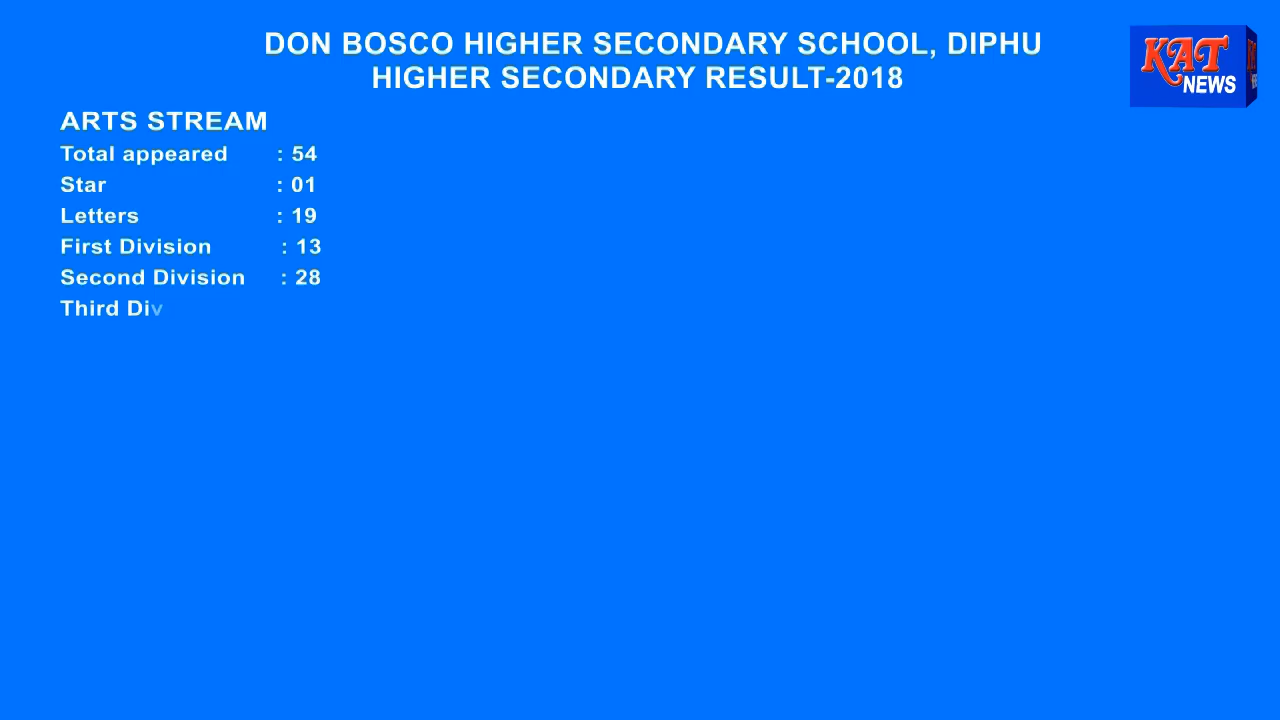 DON BOSCO HIGHER SECONDARY SCHOOL, DIPHU
HIGHER SECONDARY RESULT-2018
KAT
NEWS
ARTS STREAM
Total appeared : 54
Star : 01
Letters : 19
First Division : 13
Second Division : 28
Third Div